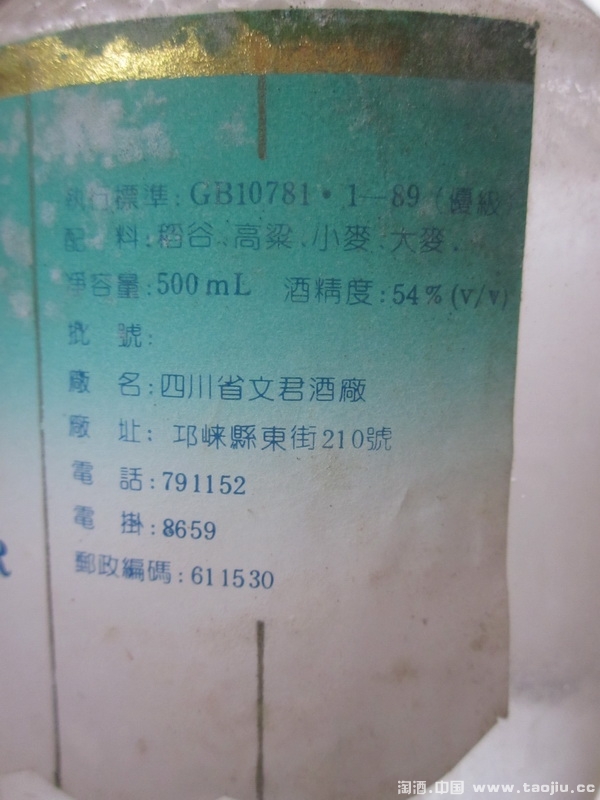 執行標準:GB10781·1—89(優級
配 料:稻谷、高粱、小麥、大麥、
凈容量:500mL 酒精度:54%(v/v)
批 號:
廠 名:四川省文君酒廠
廠 址:邛崍縣東街210號
電 話:791152
電 掛:8659
郵政編碼:611530
R
淘酒.中国 www.taojiu.cc